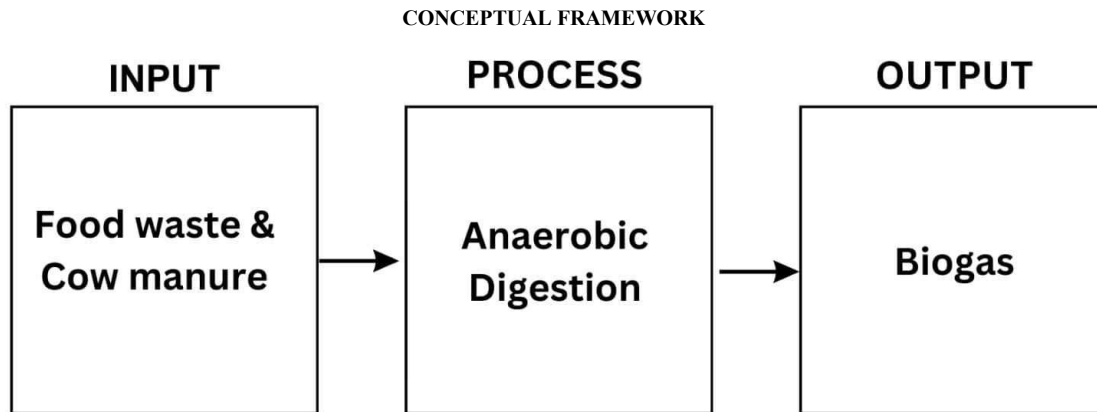 CONCEPTUAL FRAMEWORK
INPUT
Food waste &
Cow manure
PROCESS
Anaerobic
Digestion
OUTPUT
Biogas